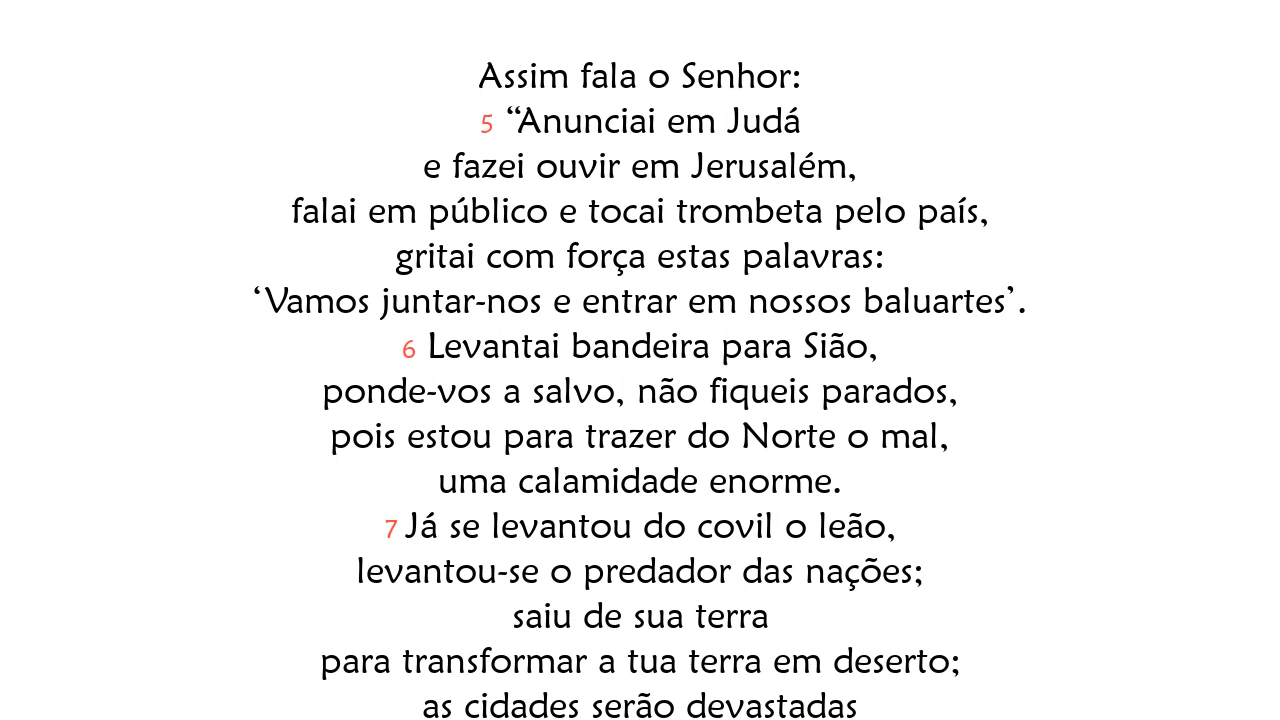 Assim fala o Senhor:
5 “Anunciai em Judá
e fazei ouvir em Jerusalém,
falai em público e tocai trombeta pelo país,
gritai com força estas palavras:
‘Vamos juntar-nos e entrar em nossos baluartes’.
6 Levantai bandeira para Sião,
ponde-vos a salvo, não fiqueis parados,
pois estou para trazer do Norte o mal,
uma calamidade enorme.
7 Já se levantou do covil o leão,
levantou-se o predador das nações;
saiu de sua terra
para transformar a tua terra em deserto;
as cidades serão devastadas